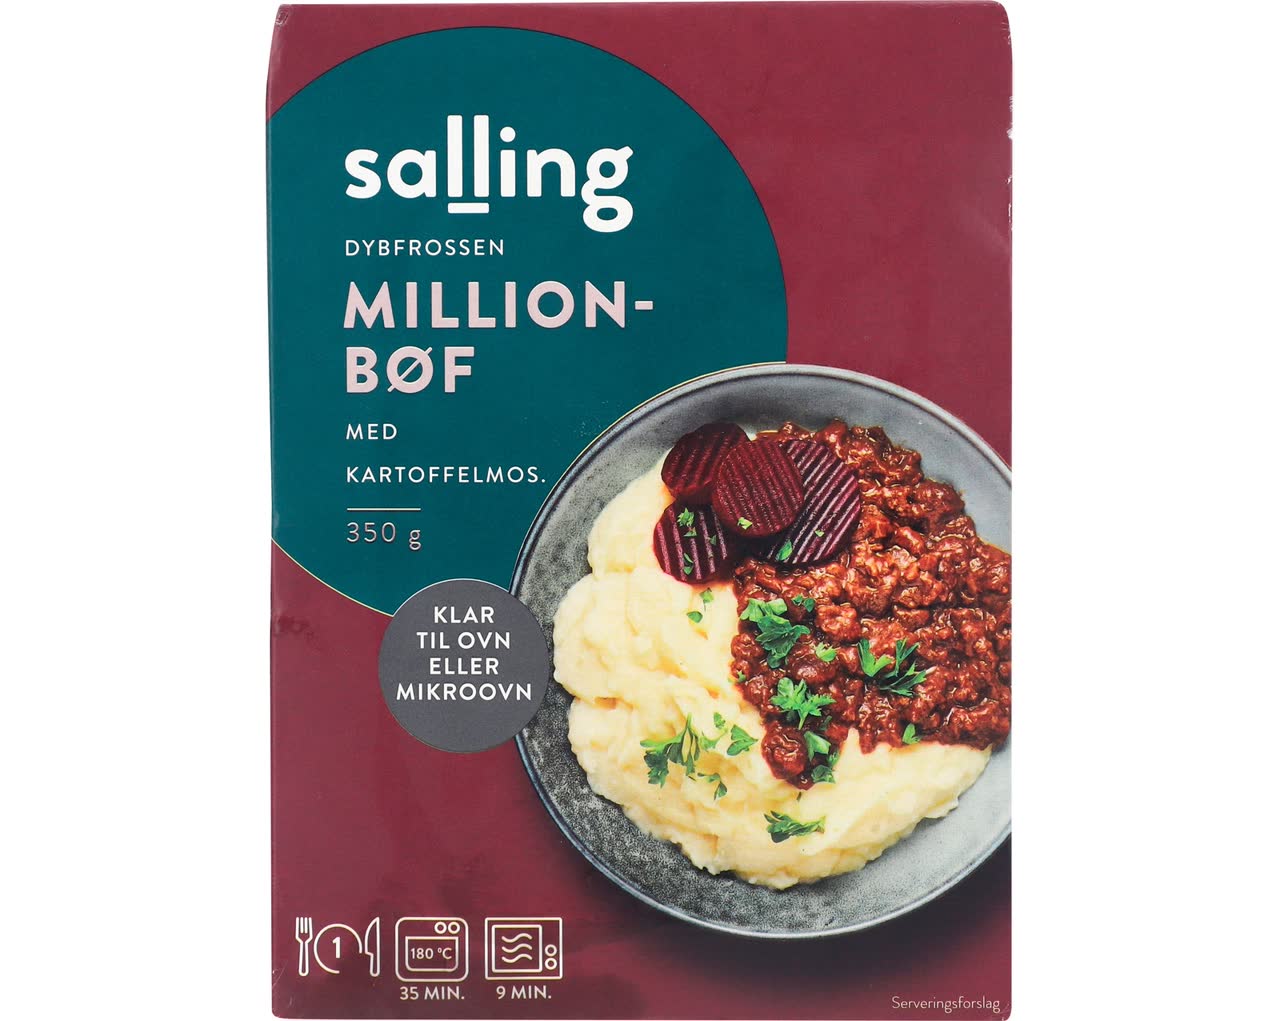 salling
DYBFROSSEN
MILLION-
BØF
MED
KARTOFFELMOS.
350 g
KLAR
TIL OVN
ELLER
MIKROOVN
1
180 °C
35 MIN.
9 MIN.
Serveringsforslag